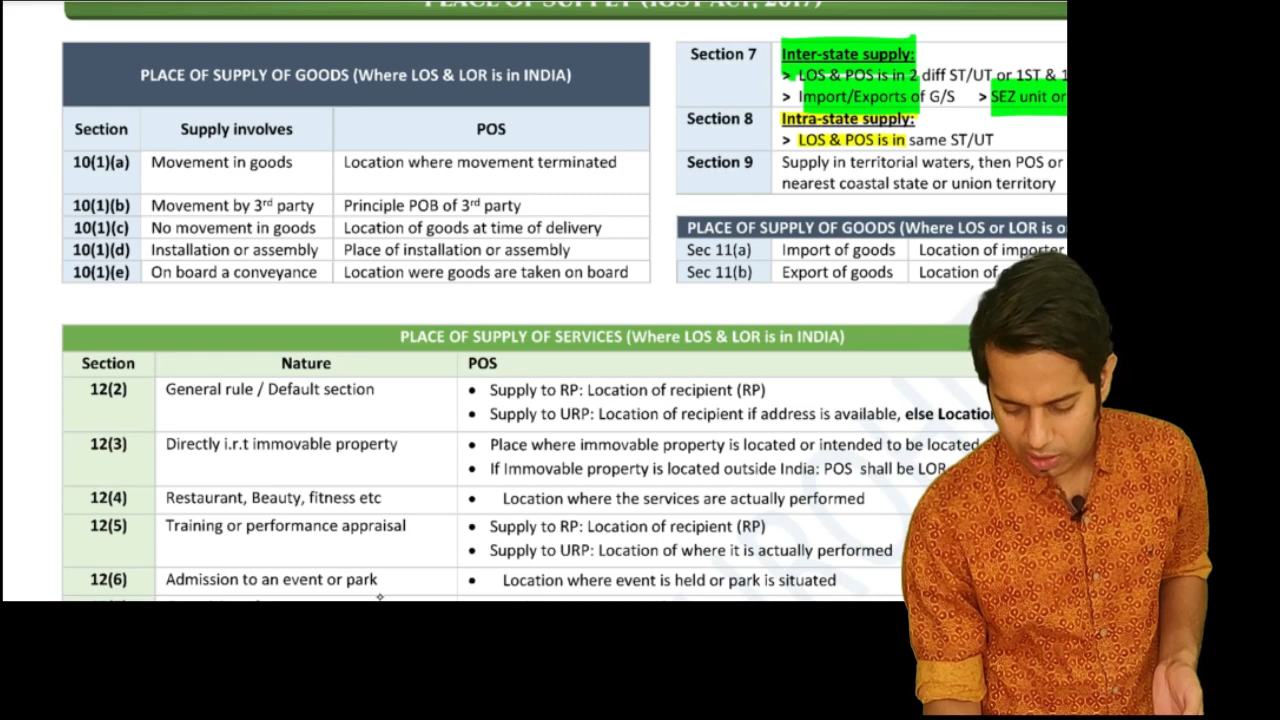 PLACE OF SUPPLY (IGST ACT, 2017)
PLACE OF SUPPLY OF GOODS (Where LOS & LOR is in INDIA)
Section Supply involves POS
10(1)(a) Movement in goods Location where movement terminated
10(1)(b) Movement by 3rd party Principle POB of 3rd party
10(1)(c) No movement in goods Location of goods at time of delivery
10(1)(d) Installation or assembly Place of installation or assembly
10(1)(e) On board a conveyance Location were goods are taken on board
Section 7 Inter-state supply:
> LOS & POS is in 2 diff ST/UT or 1ST &
> Import/Exports of G/S > SEZ unit or
Section 8 Intra-state supply:
> LOS & POS is in same ST/UT
Section 9 Supply in territorial waters, then POS or
nearest coastal state or union territory
PLACE OF SUPPLY OF GOODS (Where LOS or LOR is
Sec 11(a) Import of goods Location of importer
Sec 11(b) Export of goods Location of
PLACE OF SUPPLY OF SERVICES (Where LOS & LOR is in INDIA)
Section Nature POS
12(2) General rule / Default section • Supply to RP: Location of recipient (RP)
• Supply to URP: Location of recipient if address is available, else
12(3) Directly i.r.t immovable property • Place where immovable property is located or intended to be located
• If Immovable property is located outside India: POS shall be LOR
12(4) Restaurant, Beauty, fitness etc • Location where the services are actually performed
12(5) Training or performance appraisal • Supply to RP: Location of recipient (RP)
• Supply to URP: Location of where it is actually performed
12(6) Admission to an event or park • Location where event is held or park is situated